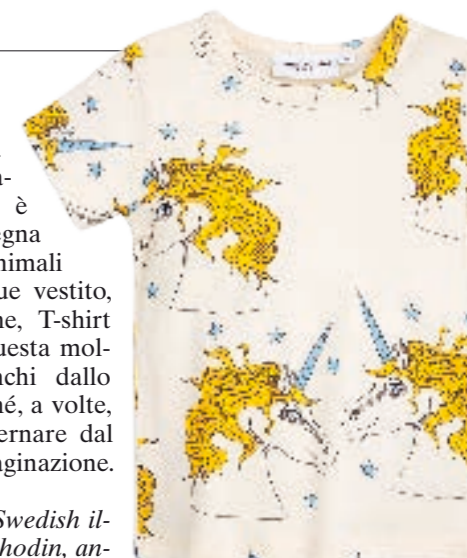 a-
è
egna
nimali
ue vestito,
ne, T-shirt
uesta mol-
nchi dallo
né, a volte,
ernare dal
aginazione.
Swedish il-
hodin, an-